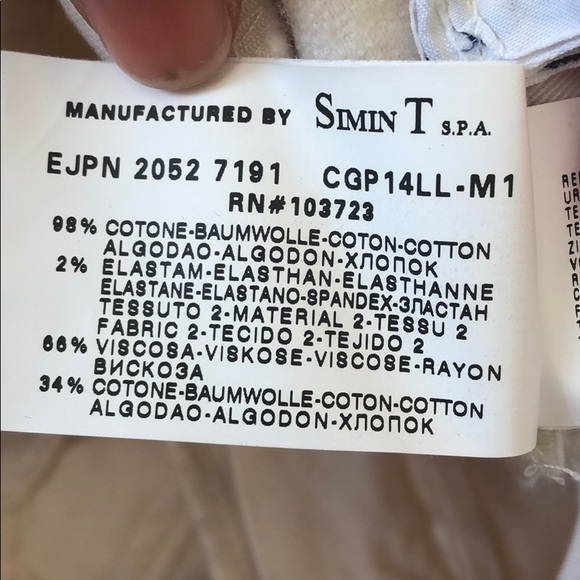 MANUFACTURED BY SIMIN T S.P.A.
EJPN 2052 7191 CGP14LL-M1
RN#103723
98% COTONE-BAUMWOLLE-COTON-COTTON
ALGODAO-ALGODON-ХЛОПОК
2% ELASTAM-ELASTHAN-ELASTHANNE
ELASTANE-ELASTANO-SPANDEX-ЭЛАСТАН
TESSUTO 2-MATERIAL 2-TESSU 2
FABRIC 2-TECIDO 2-TEJIDO 2
66% VISCOSA-VISKOSE-VISCOSE-RAYON
ВИСКОЗА
34% COTONE-BAUMWOLLE-COTON-COTTON
ALGODAO-ALGODON-ХЛОПОК